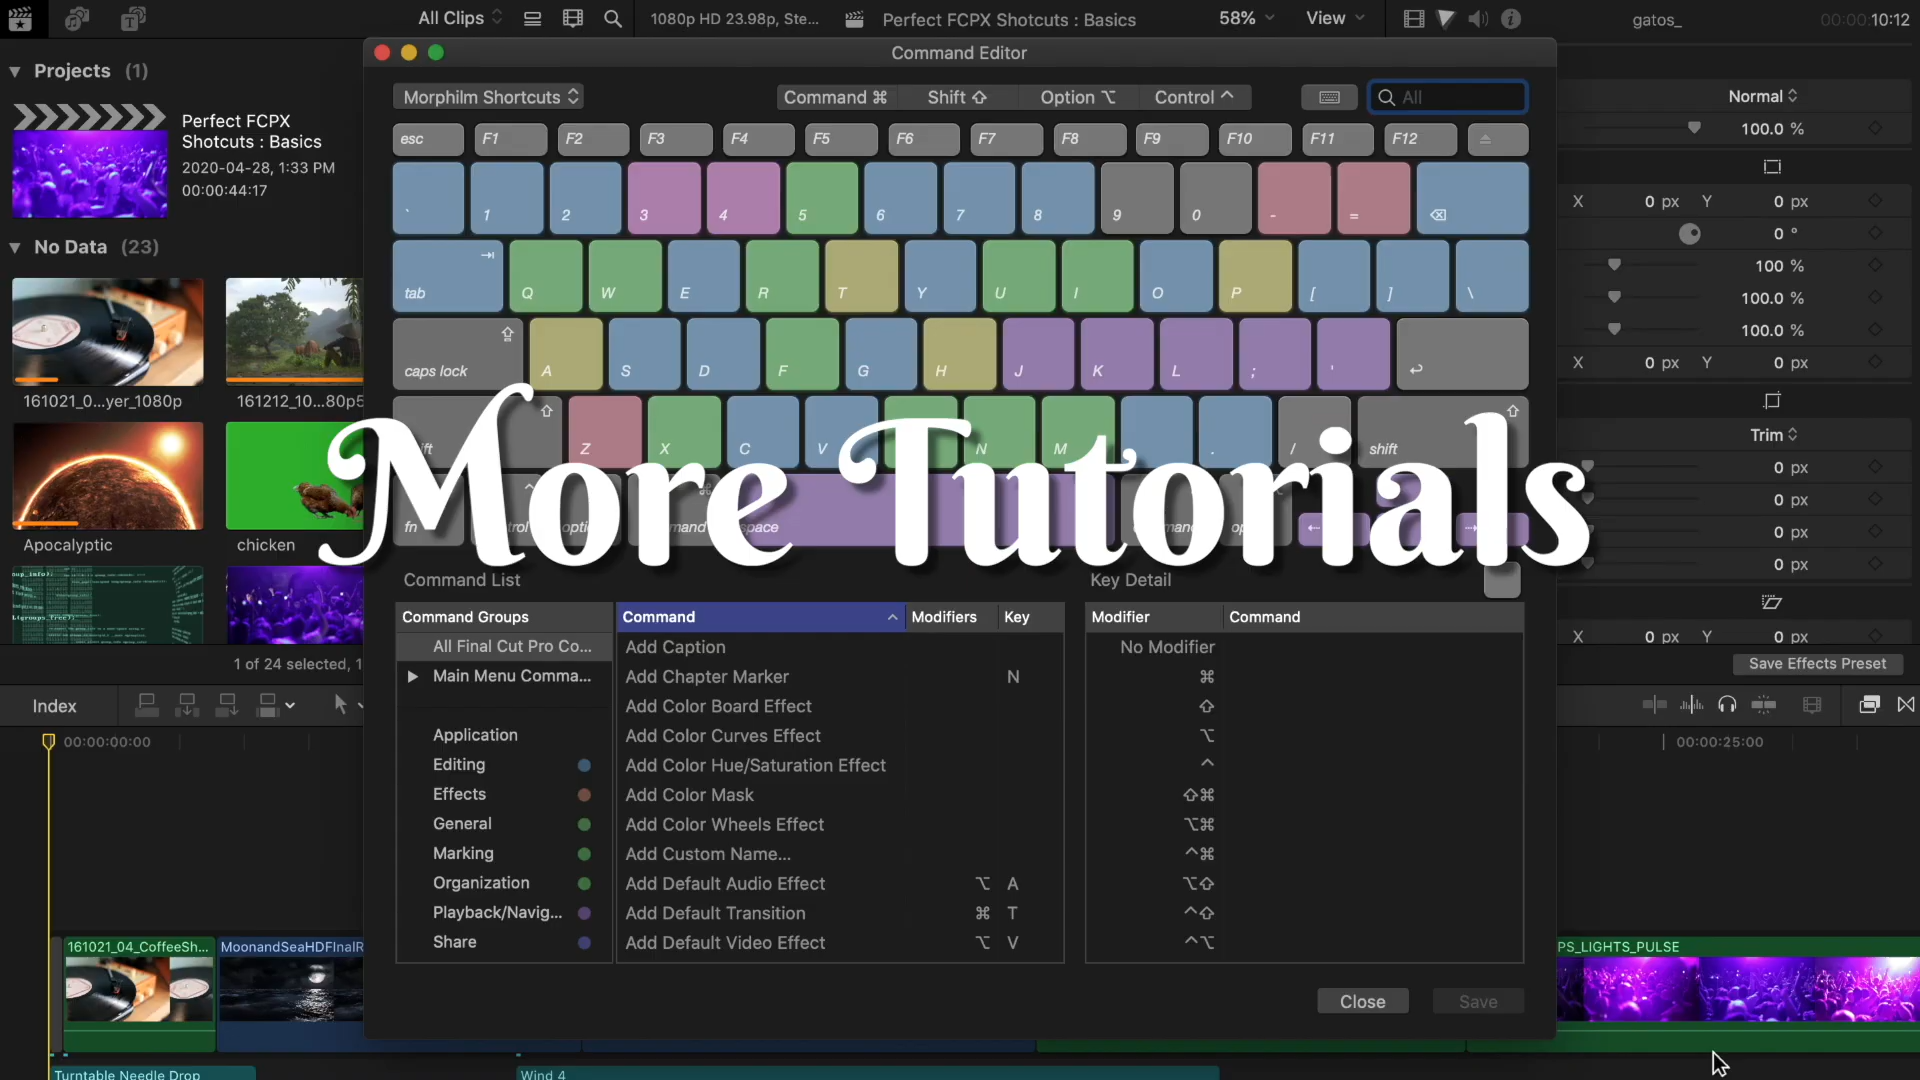 All Clips
1080p HD 23.98p, Ste...
Perfect FCPX Shotcuts : Basics
58%
View
gatos_
00:00:00:10:12
Command Editor
Projects (1)
Perfect FCPX
Shotcuts : Basics
2020-04-28, 1:33 PM
00:00:44:17
No Data (23)
161021_0...yer_1080p
161212_10...80p5
Apocalyptic
chicken
1 of 24 selected, 1
Morphilm Shortcuts
Command ⌘
Shift ⇧
Option ⌥
Control ^
All
esc F1 F2 F3 F4 F5 F6 F7 F8 F9 F10 F11 F12
` 1 2 3 4 5 6 7 8 9 0 - =
tab Q W E R T Y U I O P [ ] \
caps lock A S D F G H J K L ; '
Z X C V N M . / shift
fn space
More Tutorials
Command List
Key Detail
Command Groups
Command
Modifiers
Key
Modifier
Command
All Final Cut Pro Co...
Main Menu Comma...
Application
Editing
Effects
General
Marking
Organization
Playback/Navig...
Share
Add Caption
Add Chapter Marker N
Add Color Board Effect
Add Color Curves Effect
Add Color Hue/Saturation Effect
Add Color Mask
Add Color Wheels Effect
Add Custom Name...
Add Default Audio Effect ⌥ A
Add Default Transition ⌘ T
Add Default Video Effect ⌥ V
No Modifier
⌘
⇧
⌥
^
⇧⌘
⌥⌘
^⌘
⌥⇧
^⇧
^⌥
Close
Save
Normal
100.0 %
X 0 px Y 0 px
0 °
100 %
100.0 %
100.0 %
X 0 px Y 0 px
Trim
0 px
0 px
0 px
0 px
X 0 px Y 0 px
Save Effects Preset
Index
00:00:00:00
00:00:25:00
161021_04_CoffeeSh...
MoonandSeaHDFInalR
PS_LIGHTS_PULSE
Turntable Needle Drop
Wind 4